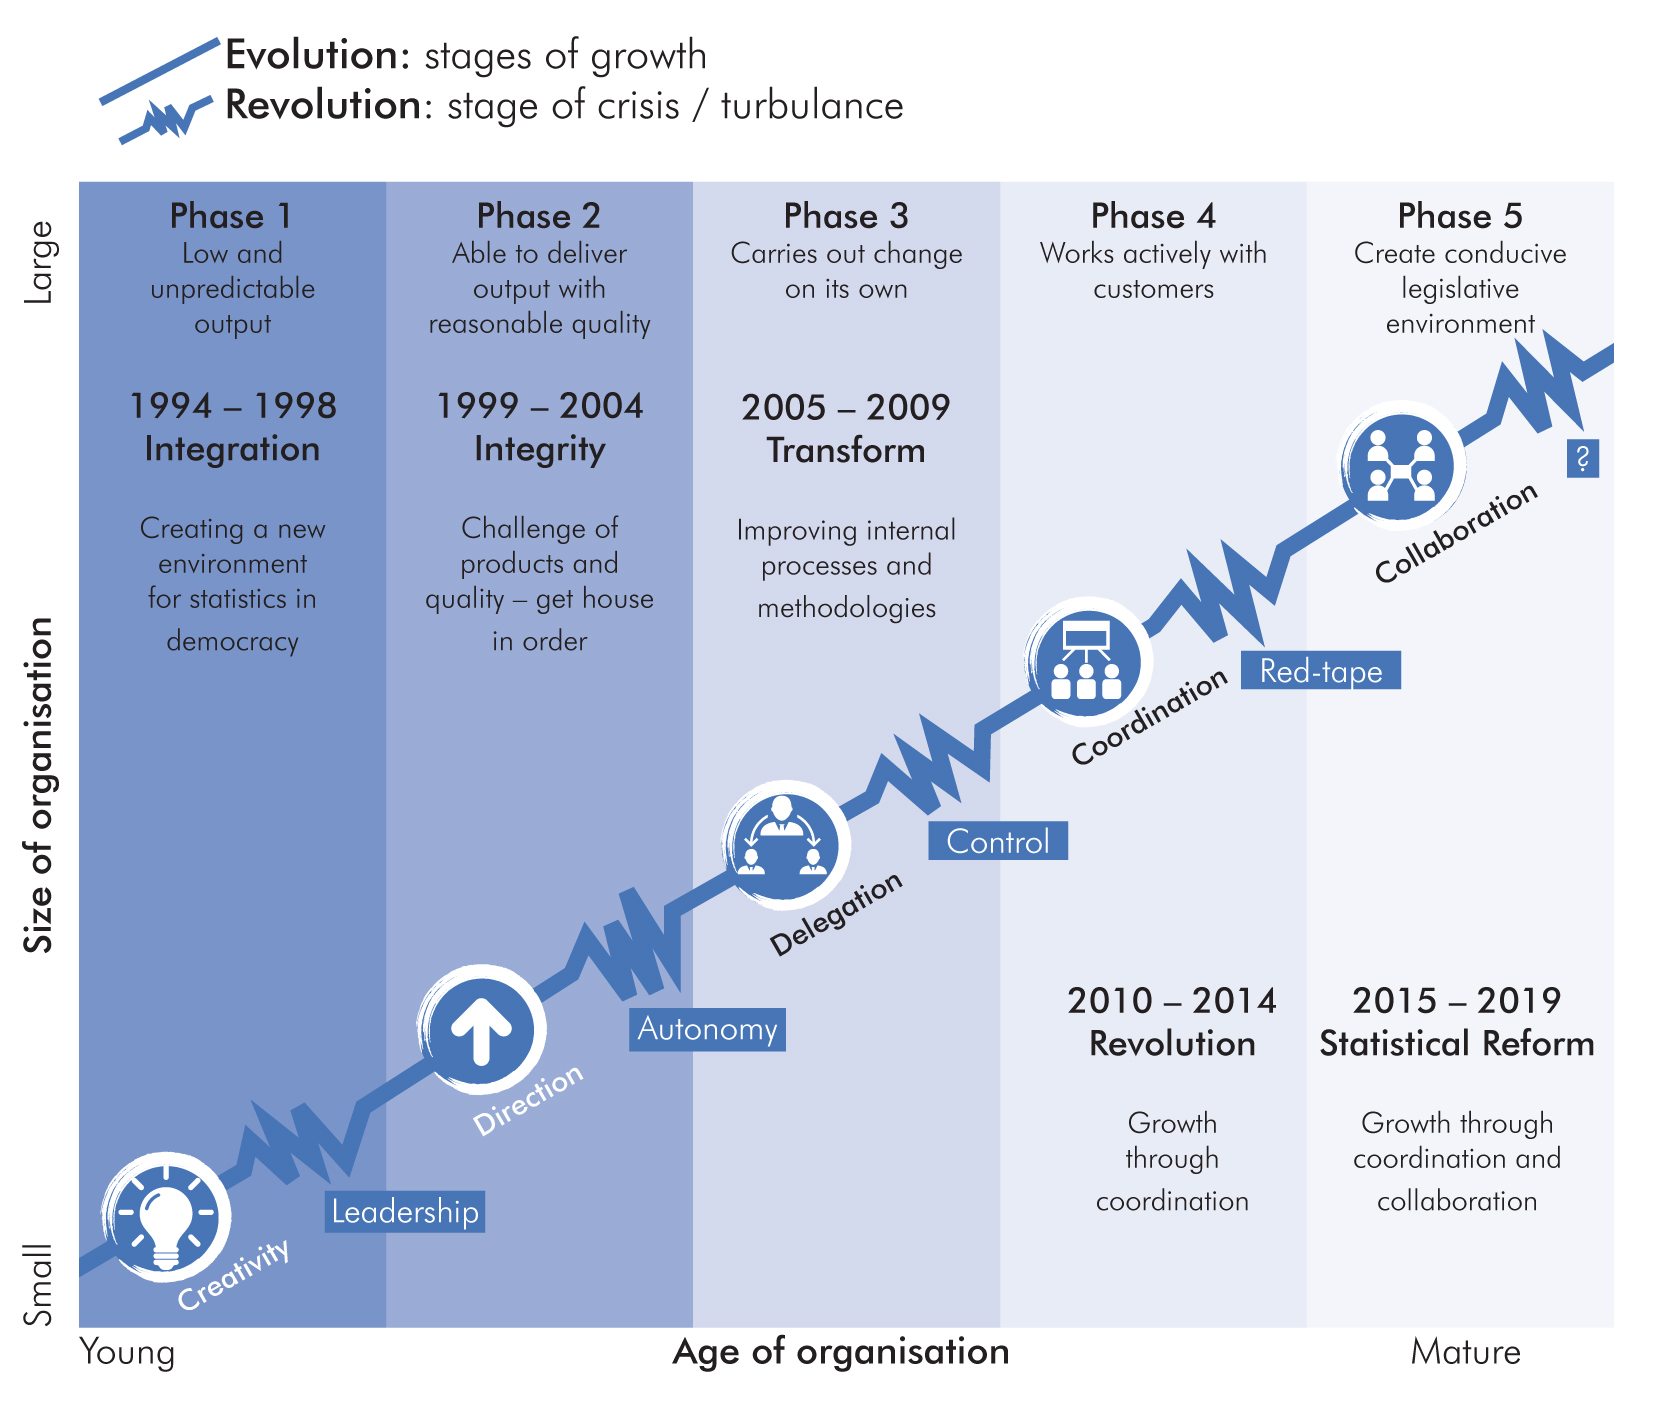 Evolution: stages of growth
Revolution: stage of crisis / turbulance
Large
Size of organisation
Small
Phase 1
Low and
unpredictable
output
1994 – 1998
Integration
Creating a new
environment
for statistics in
democracy
Phase 2
Able to deliver
output with
reasonable quality
1999 – 2004
Integrity
Challenge of
products and
quality – get house
in order
Phase 3
Carries out change
on its own
2005 – 2009
Transform
Improving internal
processes and
methodologies
Phase 4
Works actively with
customers
2010 – 2014
Revolution
Growth
through
coordination
Phase 5
Create conducive
legislative
environment
2015 – 2019
Statistical Reform
Growth through
coordination and
collaboration
Creativity
Leadership
Direction
Autonomy
Delegation
Control
Coordination
Red-tape
Collaboration
?
Young
Age of organisation
Mature